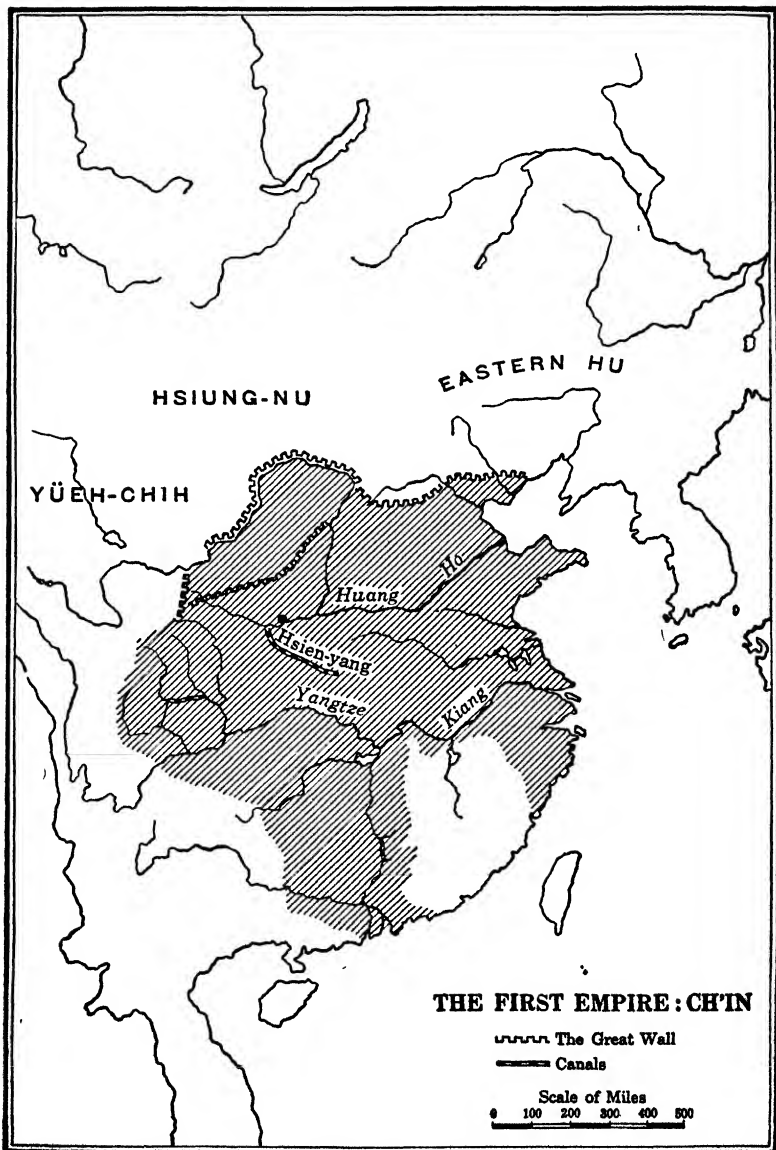 EASTERN HU
HSIUNG-NU
YÜEH-CHIH
Ho
Huang
Hsien-yang
Yangtze
Kiang
THE FIRST EMPIRE: CH'IN
The Great Wall
Canals
Scale of Miles
0 100 200 300 400 500